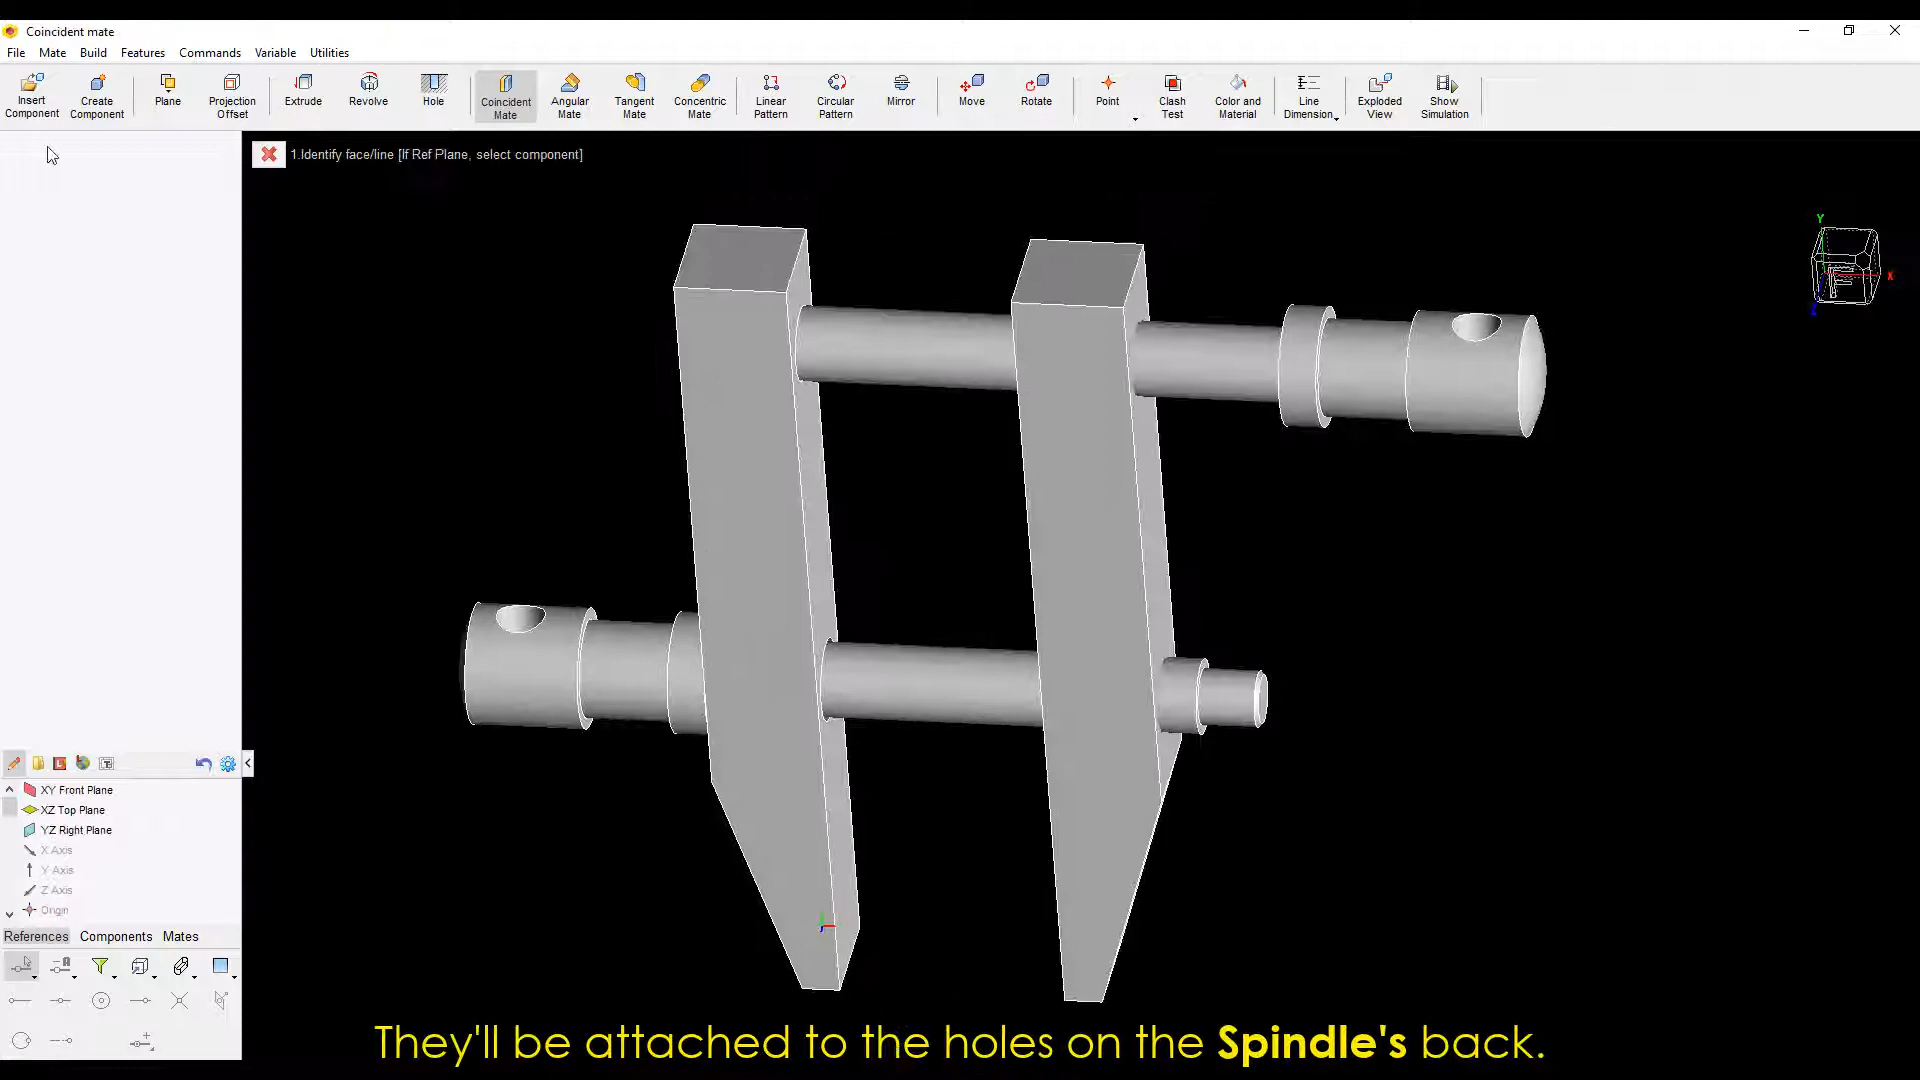 Coincident mate
File Mate Build Features Commands Variable Utilities
Insert Component
Create Component
Plane
Projection Offset
Extrude
Revolve
Hole
Coincident Mate
Angular Mate
Tangent Mate
Concentric Mate
Linear Pattern
Circular Pattern
Mirror
Move
Rotate
Point
Clash Test
Color and Material
Line Dimension
Exploded View
Show Simulation
1.Identify face/line [If Ref Plane, select component]
Y
X
Z
F
XY Front Plane
XZ Top Plane
YZ Right Plane
X Axis
Y Axis
Z Axis
Origin
References Components Mates
They'll be attached to the holes on the Spindle's back.